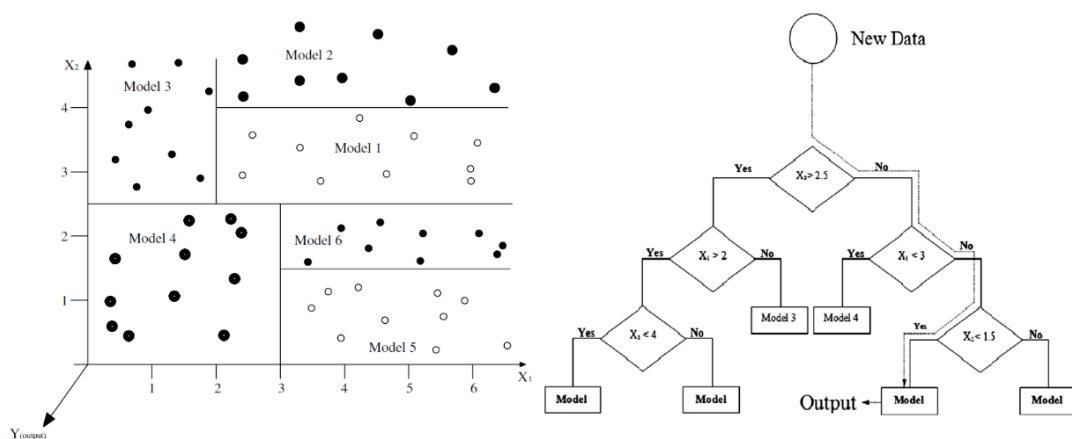 X₂
4
3
2
1
Model 3
Model 2
Model 1
Model 4
Model 6
Model 5
1
2
3
4
5
6
X₁
Y(output)
New Data
Yes
X₂> 2.5
No
Yes
X₁ > 2
No
Yes
X₁ < 3
No
Model 3
Model 4
Yes
< 4
No
Yes
X₂< 1.5
No
Model
Model
Output
Model
Model